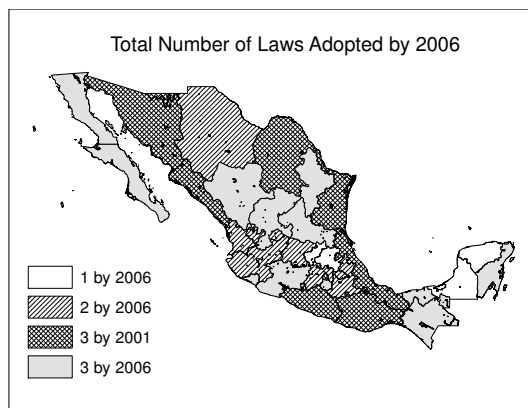 Total Number of Laws Adopted by 2006
1 by 2006
2 by 2006
3 by 2001
3 by 2006